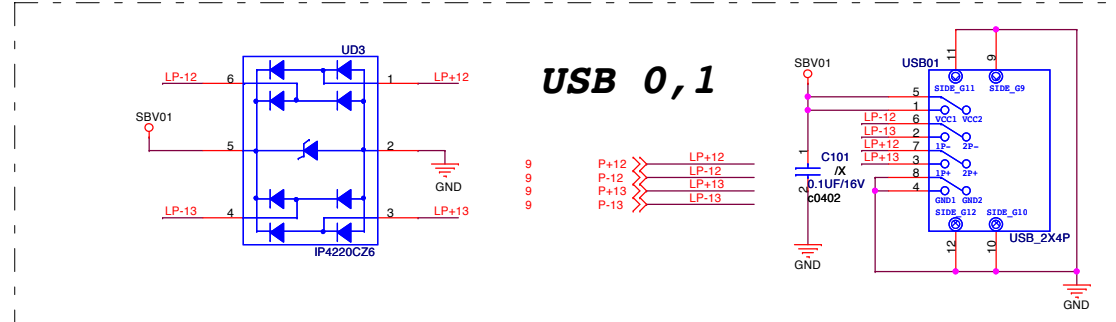 UD3
LP-12
6
1
LP+12
SBV01
5
2
GND
LP-13
4
3
LP+13
IP4220CZ6
USB 0,1
9
P+12
LP+12
9
P-12
LP-12
9
P+13
LP+13
9
P-13
LP-13
SBV01
1
C101
/X
0.1UF/16V
2
c0402
GND
USB01
11
9
SIDE_G11
SIDE_G9
5
1
VCC1
VCC2
LP-12
6
LP-13
2
1P-
2P-
LP+12
7
LP+13
3
1P+
2P+
8
4
GND1
GND2
SIDE_G12
SIDE_G10
USB_2X4P
12
10
GND